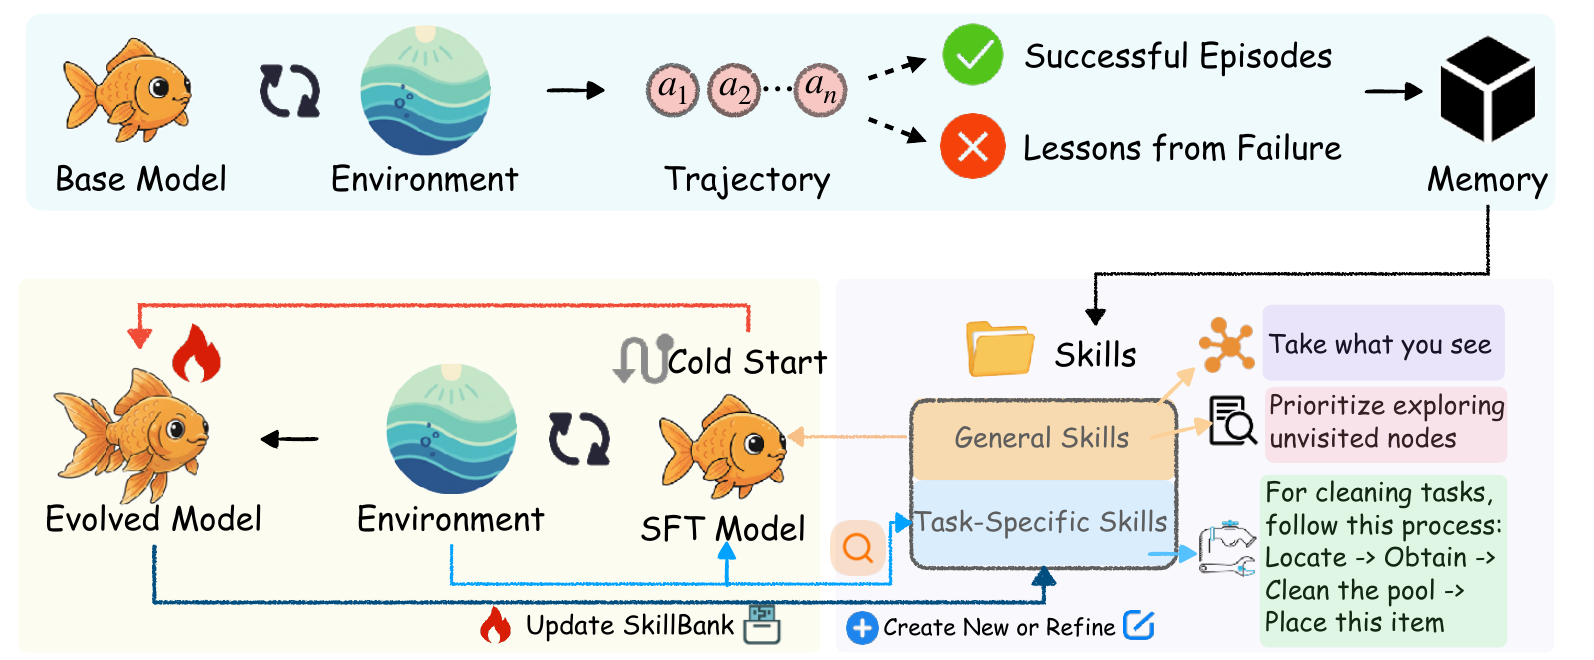 Base Model
Environment
a1 a2 ... an
Trajectory
Successful Episodes
Lessons from Failure
Memory
Cold Start
Evolved Model
Environment
SFT Model
Update SkillBank
Skills
General Skills
Task-Specific Skills
Create New or Refine
Take what you see
Prioritize exploring
unvisited nodes
For cleaning tasks,
follow this process:
Locate -> Obtain ->
Clean the pool ->
Place this item